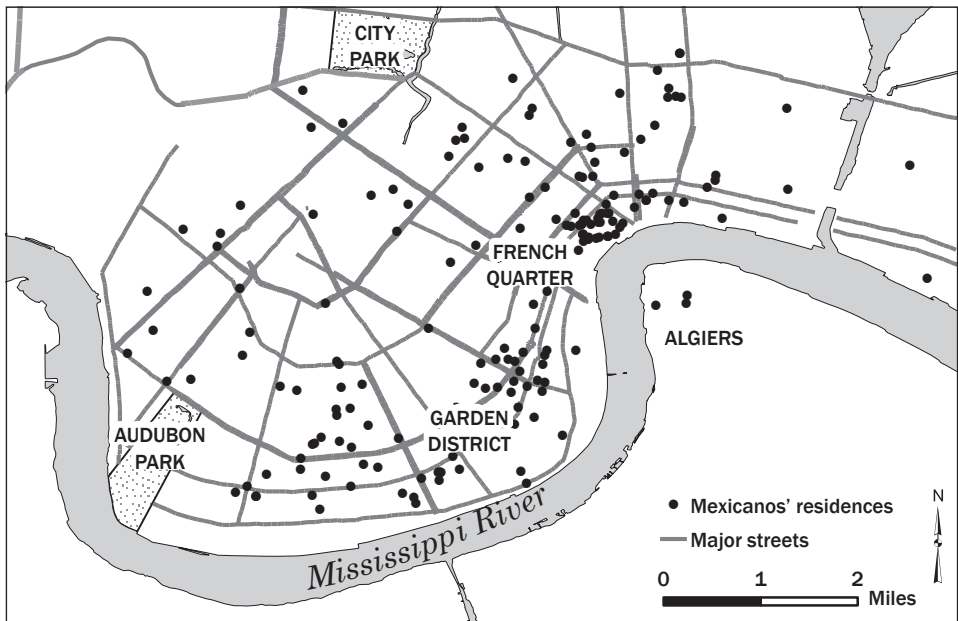 CITY
PARK
FRENCH
QUARTER
ALGIERS
AUDUBON
PARK
GARDEN
DISTRICT
Mississippi River
Mexicanos' residences
Major streets
N
0 1 2
Miles